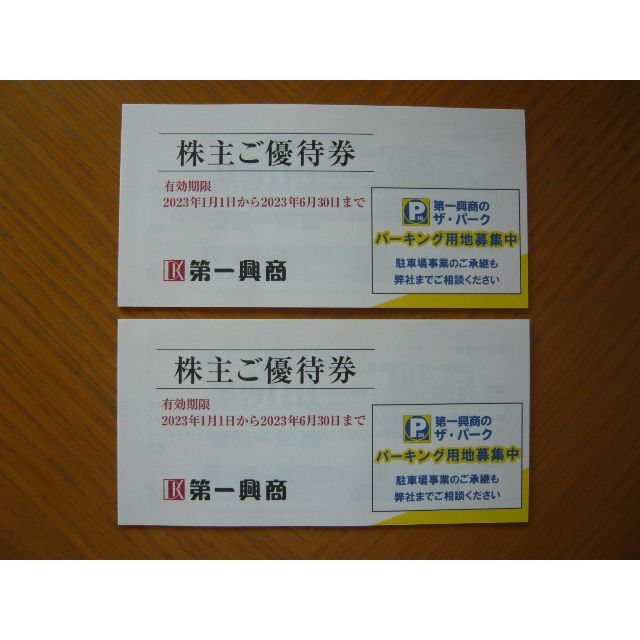 株主ご優待券
有効期限
2023年1月1日から2023年6月30日まで
第一興商
P
第一興商の
ザ・パーク
パーキング用地募集中
駐車場事業のご承継も
弊社までご相談ください
株主ご優待券
有効期限
2023年1月1日から2023年6月30日まで
第一興商
P
第一興商の
ザ・パーク
パーキング用地募集中
駐車場事業のご承継も
弊社までご相談ください